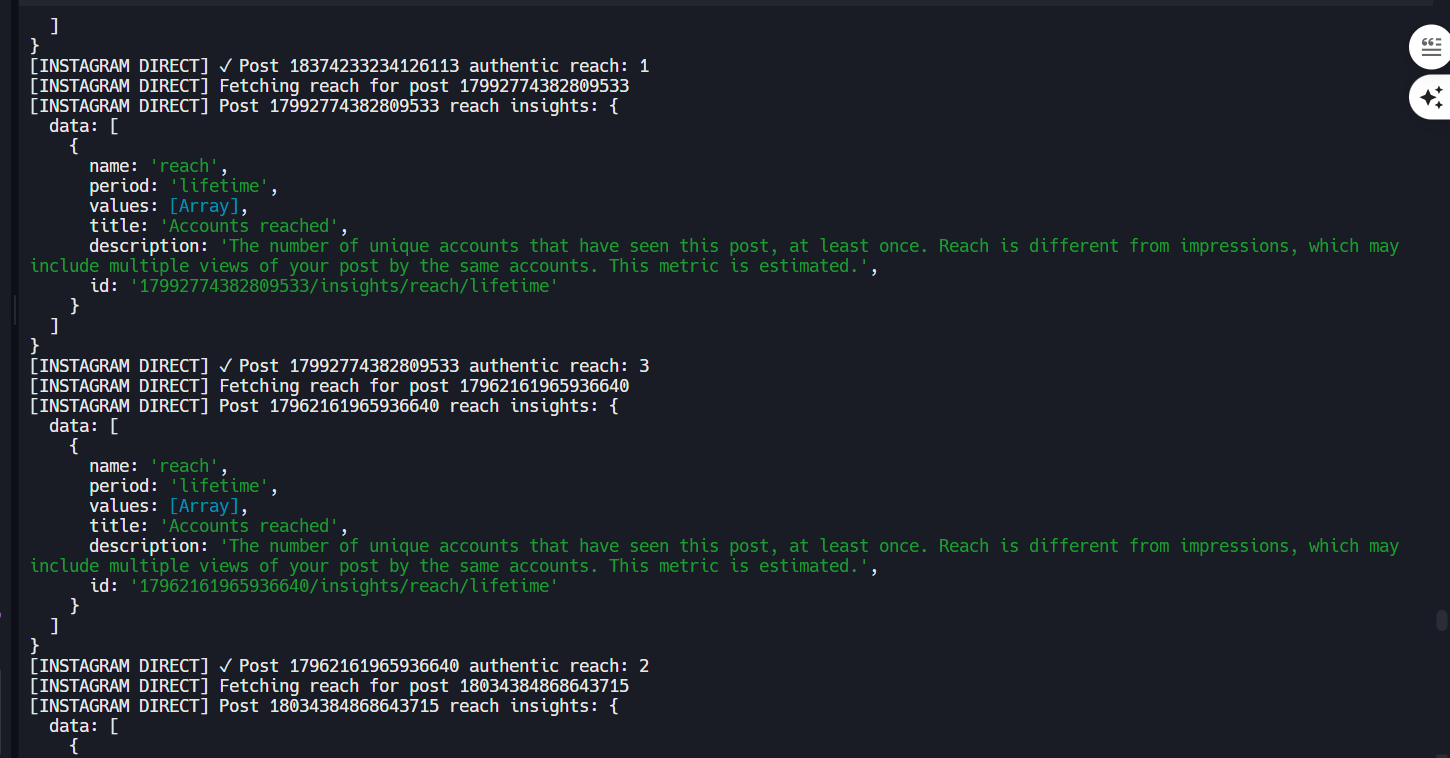 ]
}
[INSTAGRAM DIRECT] ✓ Post 18374233234126113 authentic reach: 1
[INSTAGRAM DIRECT] Fetching reach for post 17992774382809533
[INSTAGRAM DIRECT] Post 17992774382809533 reach insights: {
data: [
{
name: 'reach',
period: 'lifetime',
values: [Array],
title: 'Accounts reached',
description: 'The number of unique accounts that have seen this post, at least once. Reach is different from impressions, which may
include multiple views of your post by the same accounts. This metric is estimated.',
id: '17992774382809533/insights/reach/lifetime'
}
]
}
[INSTAGRAM DIRECT] ✓ Post 17992774382809533 authentic reach: 3
[INSTAGRAM DIRECT] Fetching reach for post 17962161965936640
[INSTAGRAM DIRECT] Post 17962161965936640 reach insights: {
data: [
{
name: 'reach',
period: 'lifetime',
values: [Array],
title: 'Accounts reached',
description: 'The number of unique accounts that have seen this post, at least once. Reach is different from impressions, which may
include multiple views of your post by the same accounts. This metric is estimated.',
id: '17962161965936640/insights/reach/lifetime'
}
]
}
[INSTAGRAM DIRECT] ✓ Post 17962161965936640 authentic reach: 2
[INSTAGRAM DIRECT] Fetching reach for post 18034384868643715
[INSTAGRAM DIRECT] Post 18034384868643715 reach insights: {
data: [
{